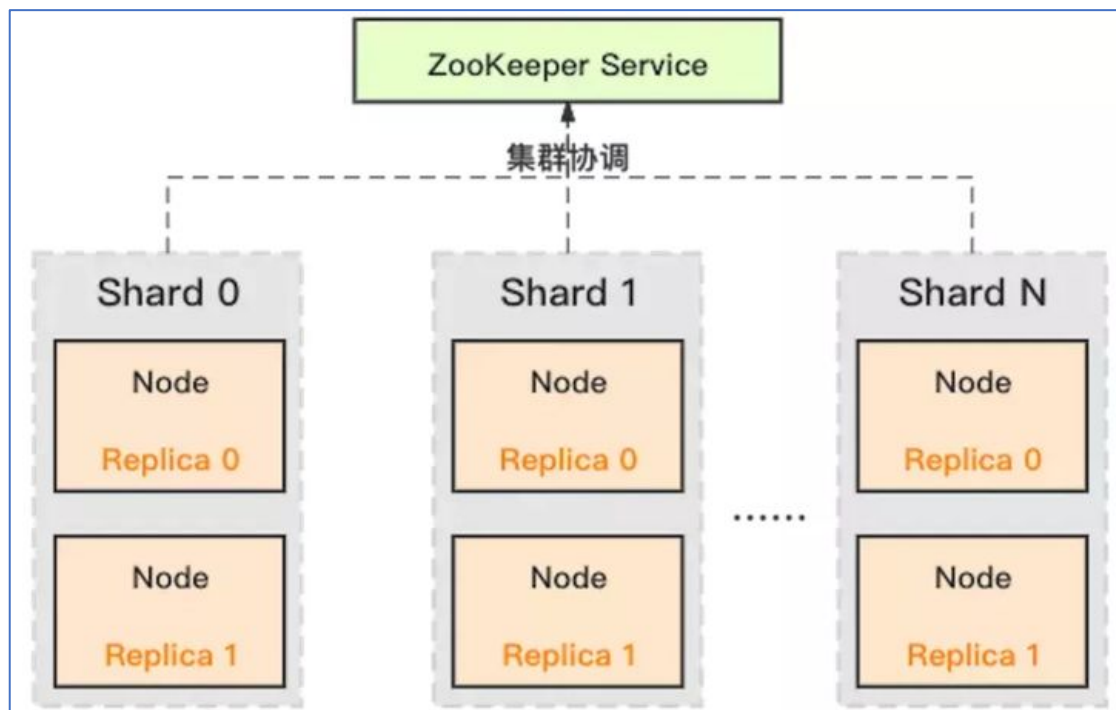 ZooKeeper Service
集群协调
Shard 0
Node
Replica 0
Node
Replica 1
Shard 1
Node
Replica 0
Node
Replica 1
......
Shard N
Node
Replica 0
Node
Replica 1